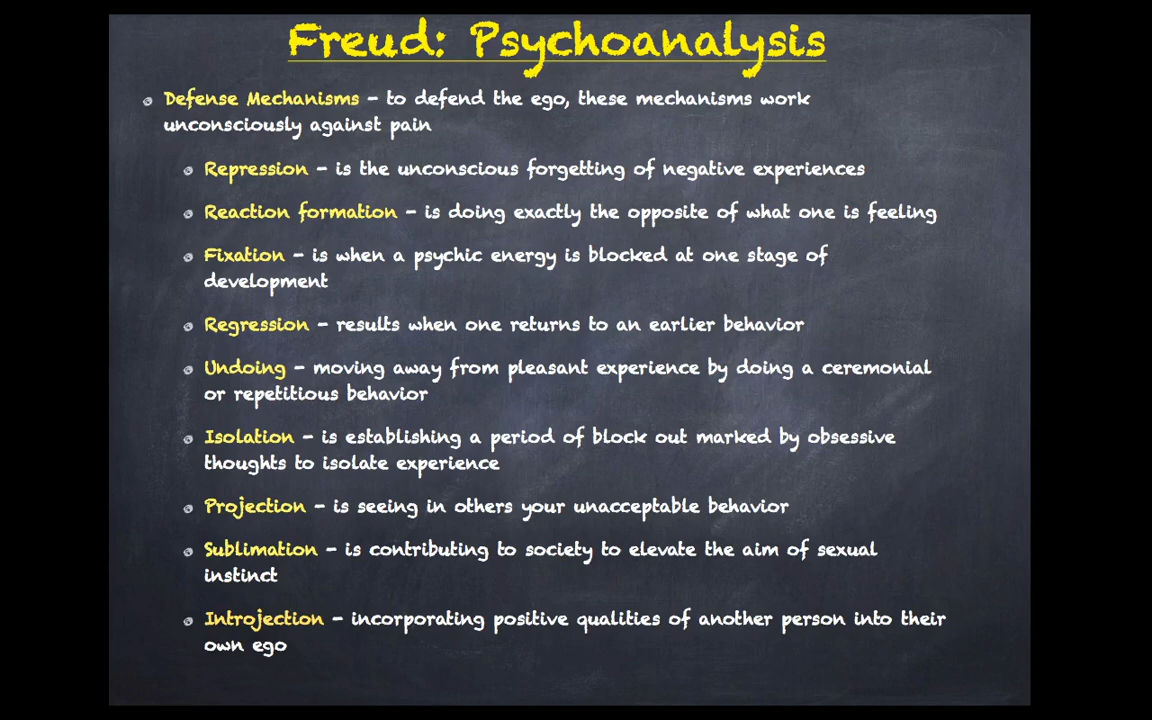 Freud: Psychoanalysis
Defense Mechanisms - to defend the ego, these mechanisms work
unconsciously against pain
Repression - is the unconscious forgetting of negative experiences
Reaction formation - is doing exactly the opposite of what one is feeling
Fixation - is when a psychic energy is blocked at one stage of
development
Regression - results when one returns to an earlier behavior
Undoing - moving away from pleasant experience by doing a ceremonial
or repetitious behavior
Isolation - is establishing a period of block out marked by obsessive
thoughts to isolate experience
Projection - is seeing in others your unacceptable behavior
Sublimation - is contributing to society to elevate the aim of sexual
instinct
Introjection - incorporating positive qualities of another person into their
own ego